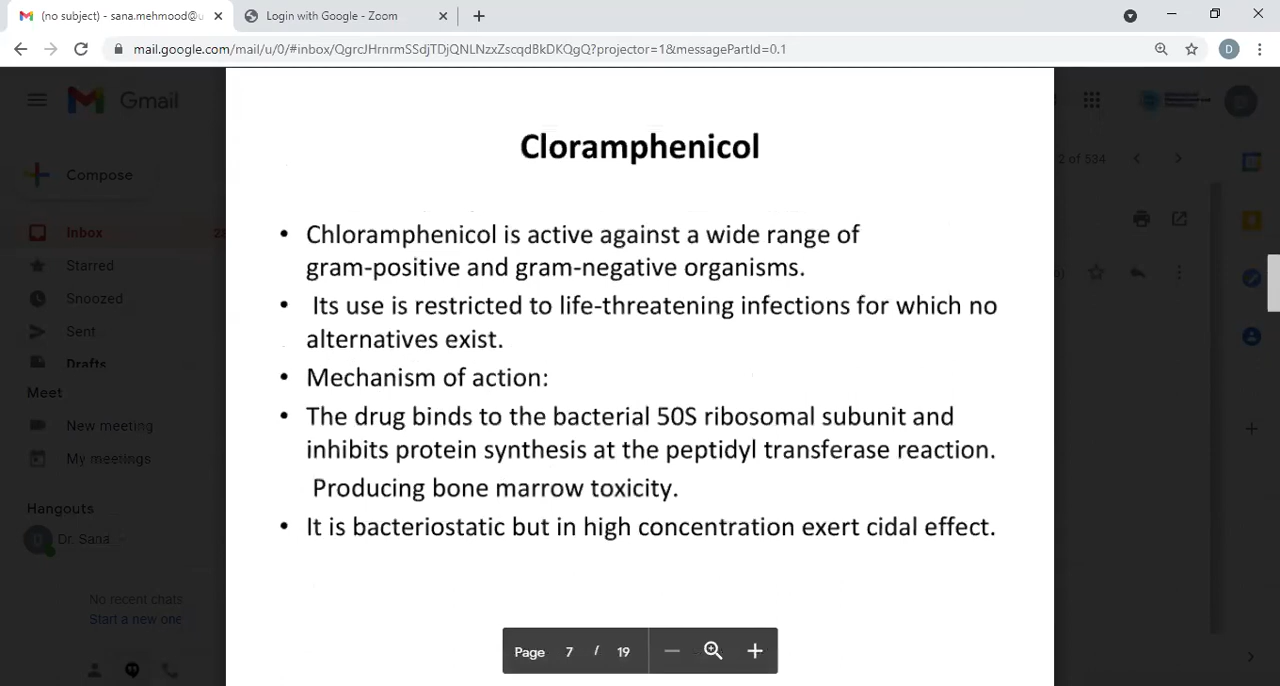 (no subject) - sana.mehmood@u
Login with Google - Zoom
mail.google.com/mail/u/0/#inbox/QgrcJHrnrmSSdjTDjQNLNzxZscqdBkDKQgQ?projector=1&messagePartId=0.1
D
Gmail
2 of 534
Compose
Inbox
Starred
Snoozed
Sent
Drafts
Meet
New meeting
My meetings
Hangouts
Dr. Sana
No recent chats
Start a new one
Cloramphenicol
• Chloramphenicol is active against a wide range of
gram-positive and gram-negative organisms.
• Its use is restricted to life-threatening infections for which no
alternatives exist.
• Mechanism of action:
• The drug binds to the bacterial 50S ribosomal subunit and
inhibits protein synthesis at the peptidyl transferase reaction.
Producing bone marrow toxicity.
• It is bacteriostatic but in high concentration exert cidal effect.
Page 7 / 19